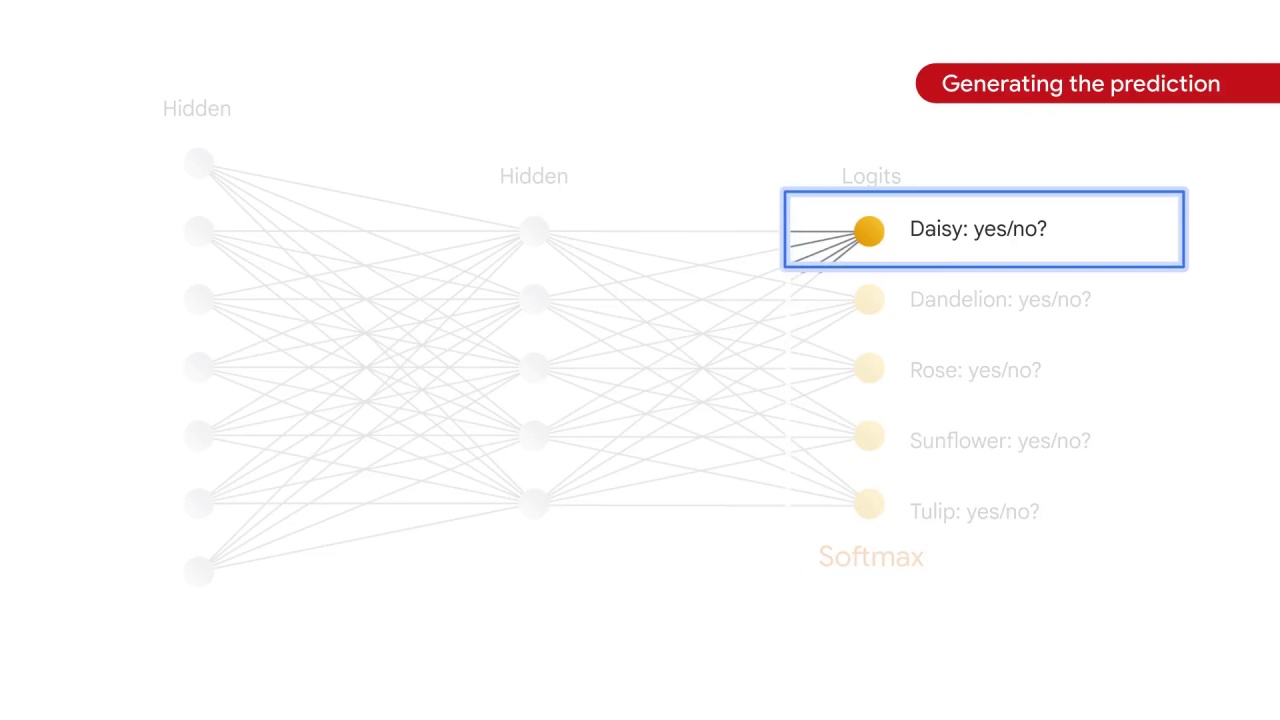 Generating the prediction
Hidden
Hidden
Logits
Daisy: yes/no?
Dandelion: yes/no?
Rose: yes/no?
Sunflower: yes/no?
Tulip: yes/no?
Softmax